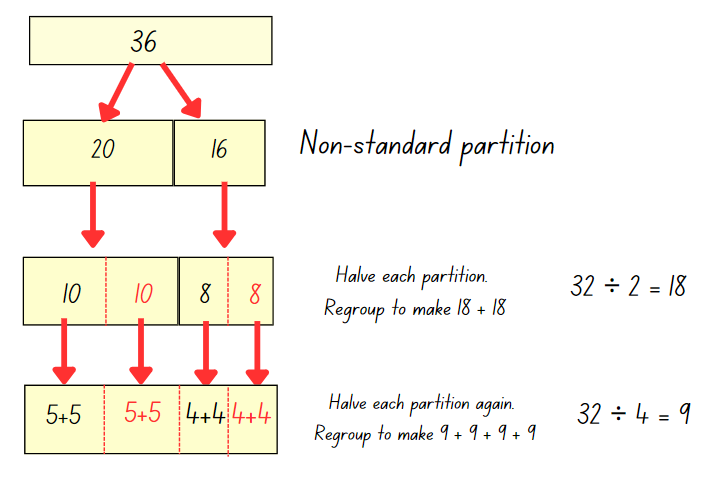 36
20 16 Non-standard partition
10 10 8 8
Halve each partition.
Regroup to make 18 + 18
32 ÷ 2 = 18
5+5 5+5 4+4 4+4
Halve each partition again.
Regroup to make 9 + 9 + 9 + 9
32 ÷ 4 = 9